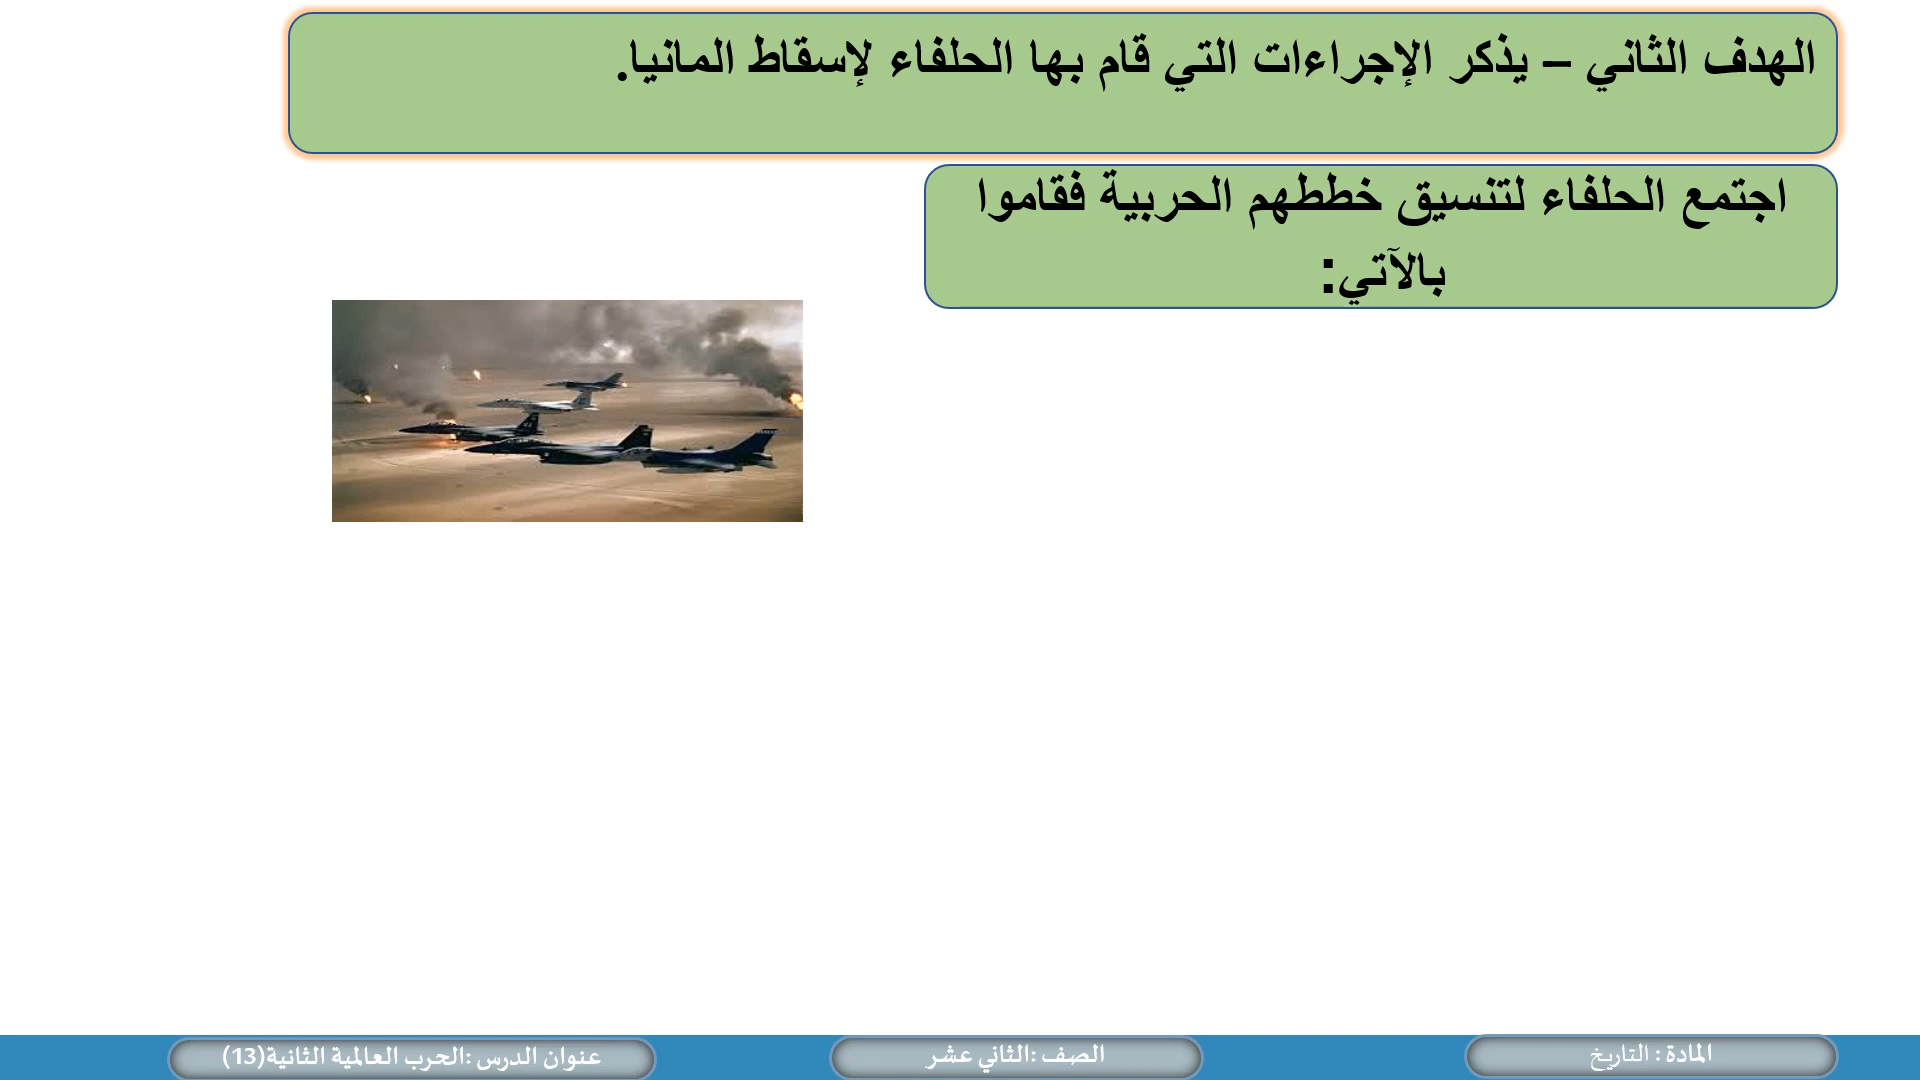 الهدف الثاني – يذكر الإجراءات التي قام بها الحلفاء لإسقاط المانيا.
اجتمع الحلفاء لتنسيق خططهم الحربية فقاموا
بالآتي:
المادة : التاريخ
الصف :الثاني عشر
عنوان الدرس :الحرب العالمية الثانية(13)